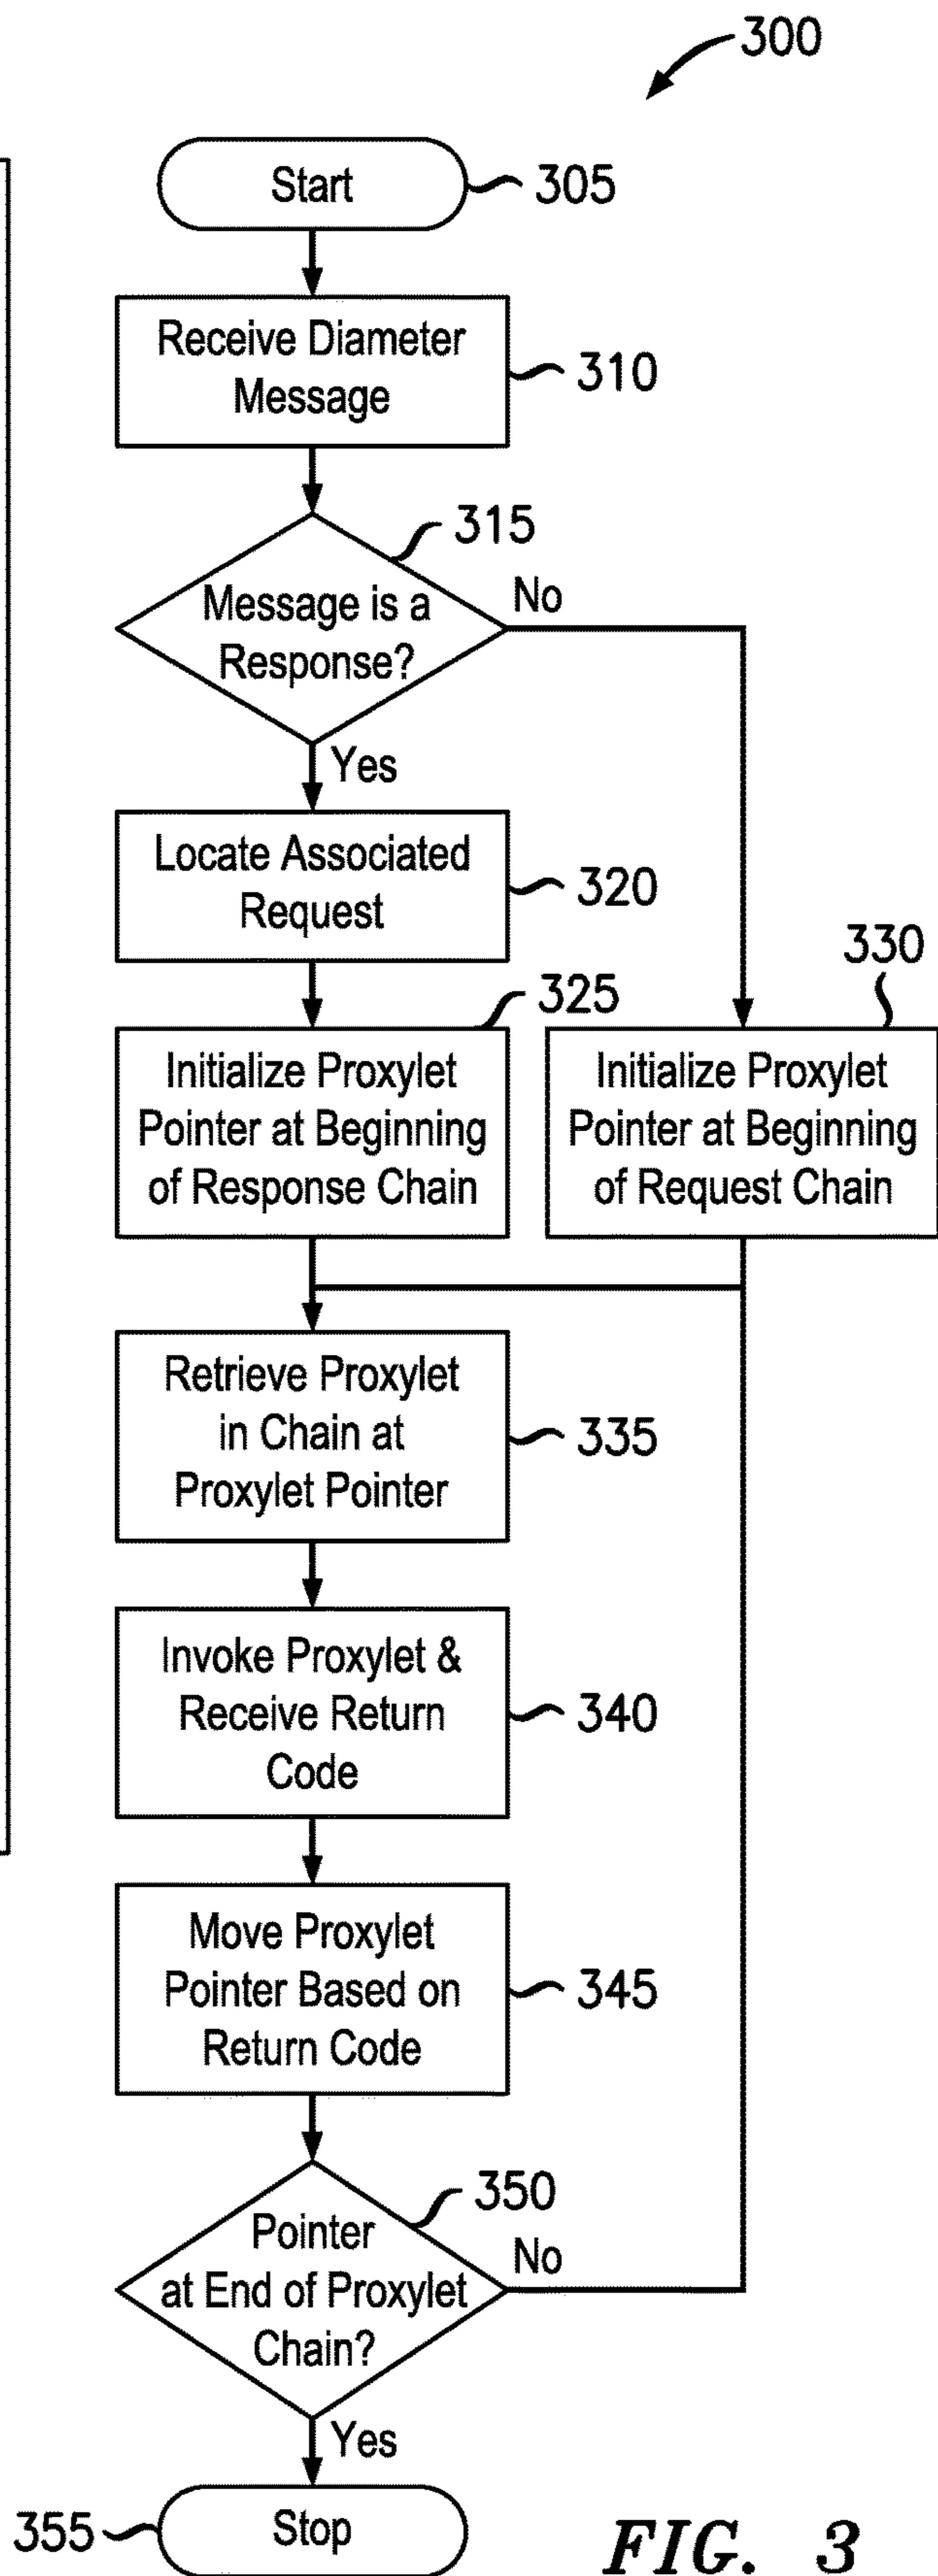 300
Start
305
Receive Diameter
Message
310
315
Message is a
Response?
No
Yes
Locate Associated
Request
320
330
325
Initialize Proxylet
Pointer at Beginning
of Response Chain
Initialize Proxylet
Pointer at Beginning
of Request Chain
Retrieve Proxylet
in Chain at
Proxylet Pointer
335
Invoke Proxylet &
Receive Return
Code
340
Move Proxylet
Pointer Based on
Return Code
345
350
Pointer
at End of Proxylet
Chain?
No
Yes
355
Stop
FIG. 3